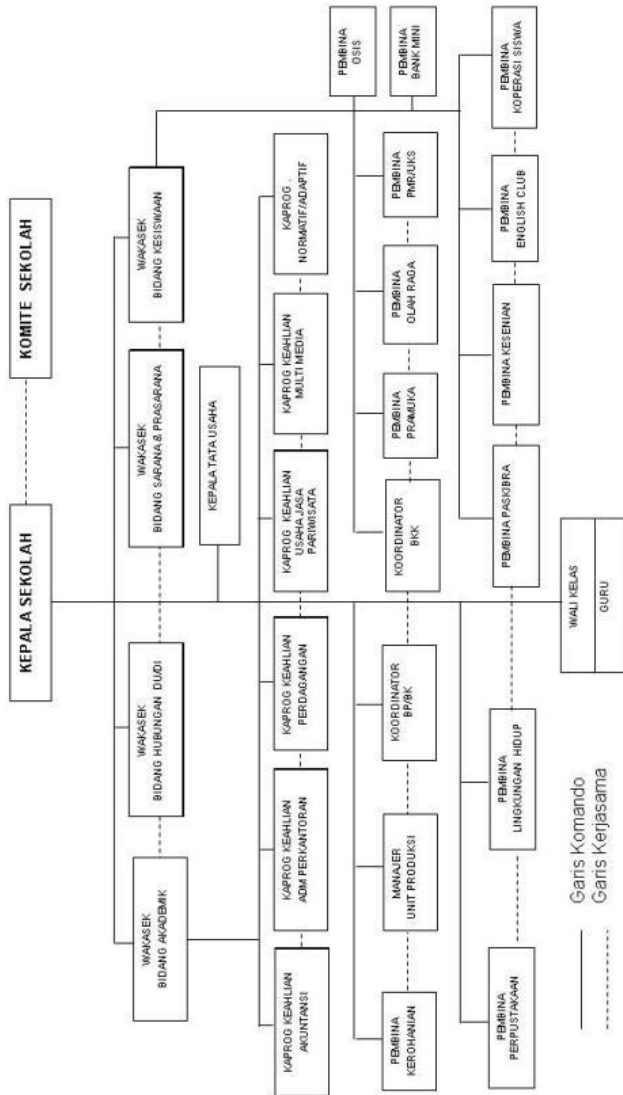 KEPALA SEKOLAH
KOMITE SEKOLAH
WAKASEK
BIDANG AKADEMIK
WAKASEK
BIDANG HUBUNGAN DU/DI
WAKASEK
BIDANG SARANA & PRASARANA
WAKASEK
BIDANG KESISWAAN
KEPALA TATA USAHA
KAPROG KEAHLIAN
AKUNTANSI
KAPROG KEAHLIAN
ADM PERKANTORAN
KAPROG KEAHLIAN
PERDAGANGAN
KAPROG KEAHLIAN
USAHA JASA
PARIWISATA
KAPROG KEAHLIAN
MULTI MEDIA
KAPROG .
NORMATIF/ADAPTIF
PEMBINA
OSIS
PEMBINA
BANK MINI
PEMBINA
KEROHANIAN
MANAJER
UNIT PRODUKSI
KOORDINATOR
BP/BK
KOORDINATOR
BKK
PEMBINA
PRAMUKA
PEMBINA
OLAH RAGA
PEMBINA
PMR/UKS
PEMBINA
PERPUSTAKAAN
PEMBINA
LINGKUNGAN HIDUP
PEMBINA PASKIBRA
PEMBINA KESENIAN
PEMBINA
ENGLISH CLUB
PEMBINA
KOPERASI SISWA
WALI KELAS
GURU
Garis Komando
Garis Kerjasama